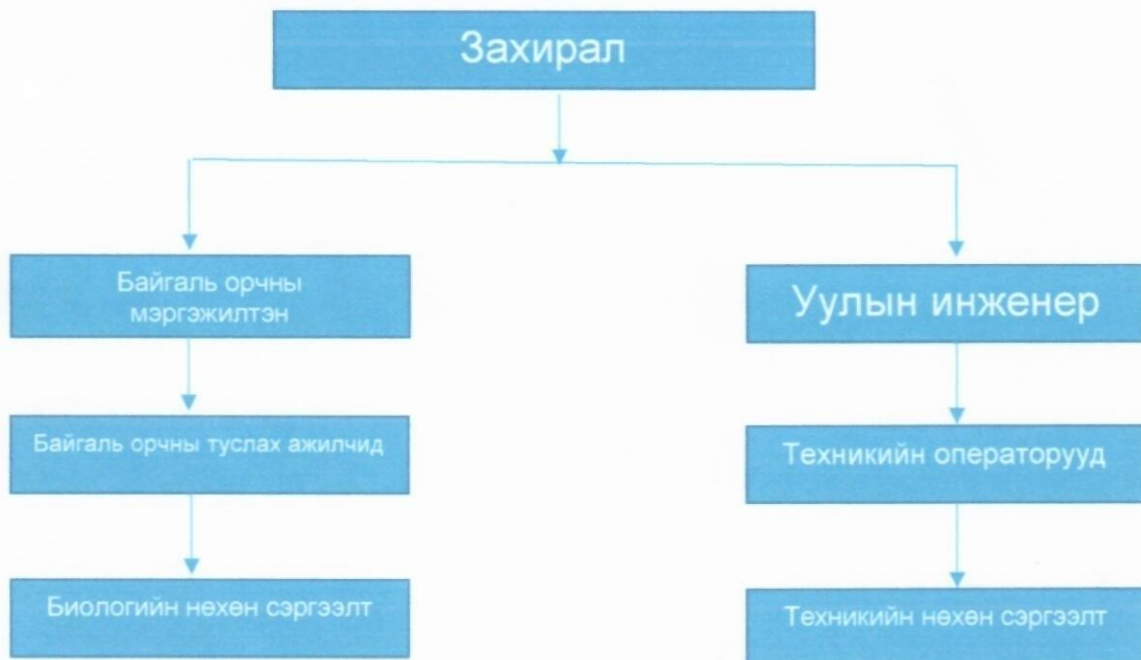 Захирал
Байгаль орчны
мэргэжилтэн
Уулын инженер
Байгаль орчны туслах ажилчид
Техникийн операторууд
Биологийн нөхөн сэргээлт
Техникийн нөхөн сэргээлт